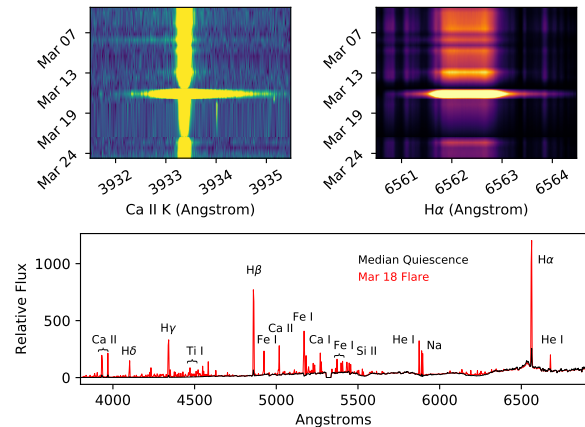 Mar 07
Mar 13
Mar 19
Mar 24
3932
3933
3934
3935
Ca II K (Angstrom)
Mar 07
Mar 13
Mar 19
Mar 24
6561
6562
6563
6564
Hα (Angstrom)
Relative Flux
1000
500
0
Median Quiescence
Mar 18 Flare
Ca II
Hδ
Hγ
Ti I
Hβ
Fe I
Ca II
Fe I
Ca I
Fe I
Si II
He I
Na
Hα
He I
4000
4500
5000
5500
6000
6500
Angstroms